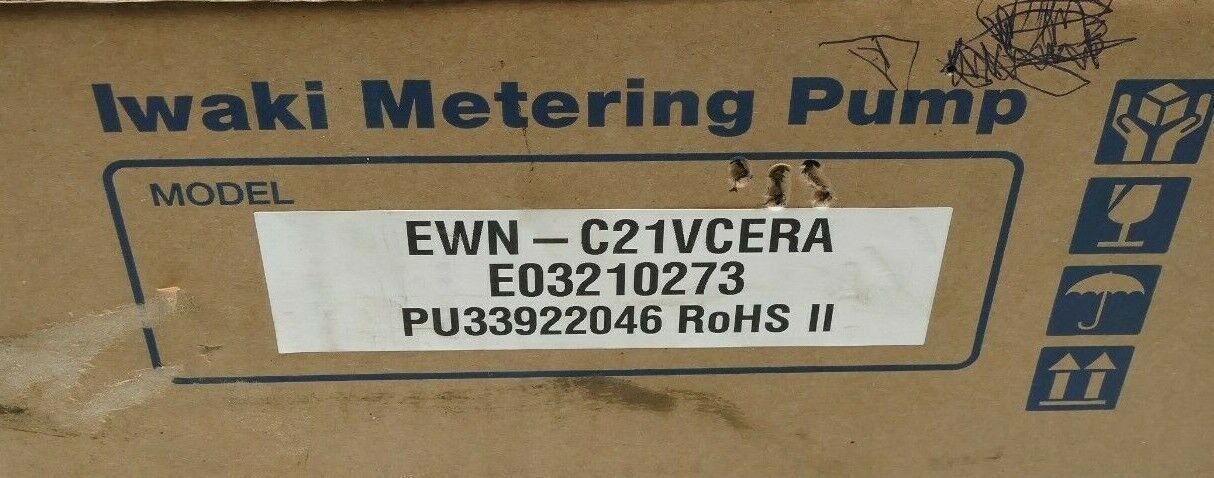 Iwaki Metering Pump
MODEL
EWN – C21VCERA
E03210273
PU33922046 RoHS II